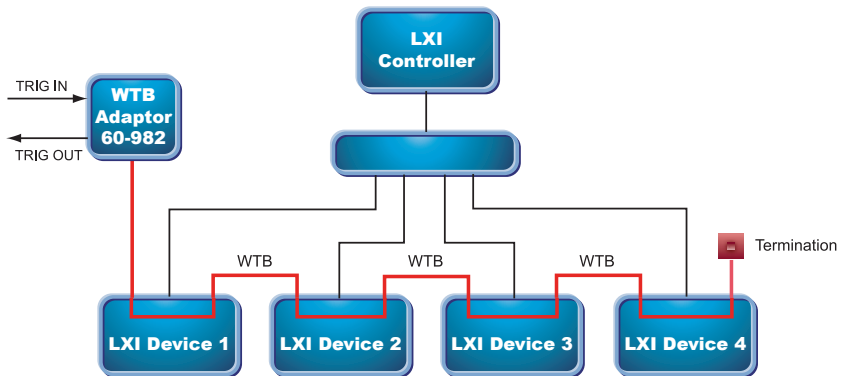 LXI
Controller
TRIG IN
WTB
Adaptor
60-982
TRIG OUT
WTB
WTB
WTB
Termination
LXI Device 1
LXI Device 2
LXI Device 3
LXI Device 4